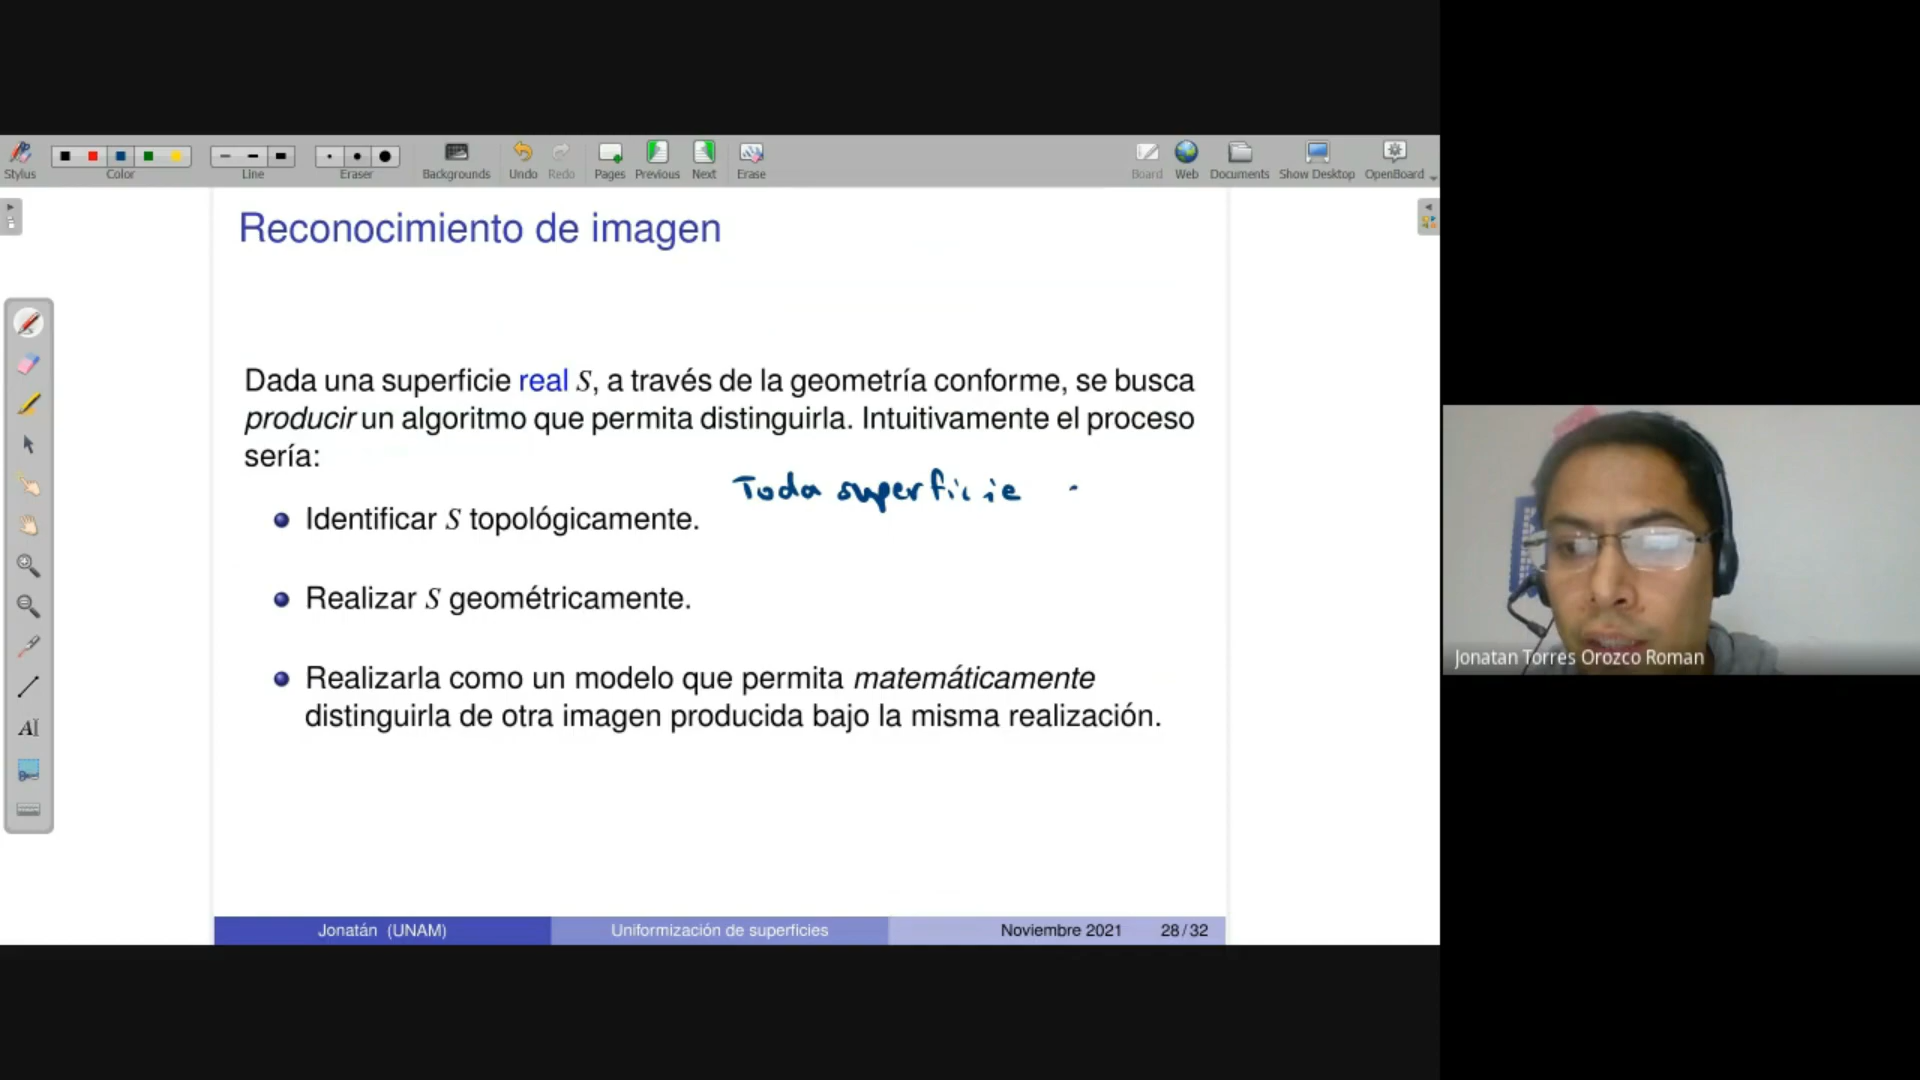 Stylus Color Line Eraser Backgrounds Undo Redo Pages Previous Next Erase Board Web Documents Show Desktop OpenBoard
Reconocimiento de imagen
Dada una superficie real S, a través de la geometría conforme, se busca
producir un algoritmo que permita distinguirla. Intuitivamente el proceso
sería:
Toda superficie
Identificar S topológicamente.
Realizar S geométricamente.
Realizarla como un modelo que permita matemáticamente
distinguirla de otra imagen producida bajo la misma realización.
Jonatan Torres Orozco Roman
Jonatán (UNAM) Uniformización de superficies Noviembre 2021 28/32